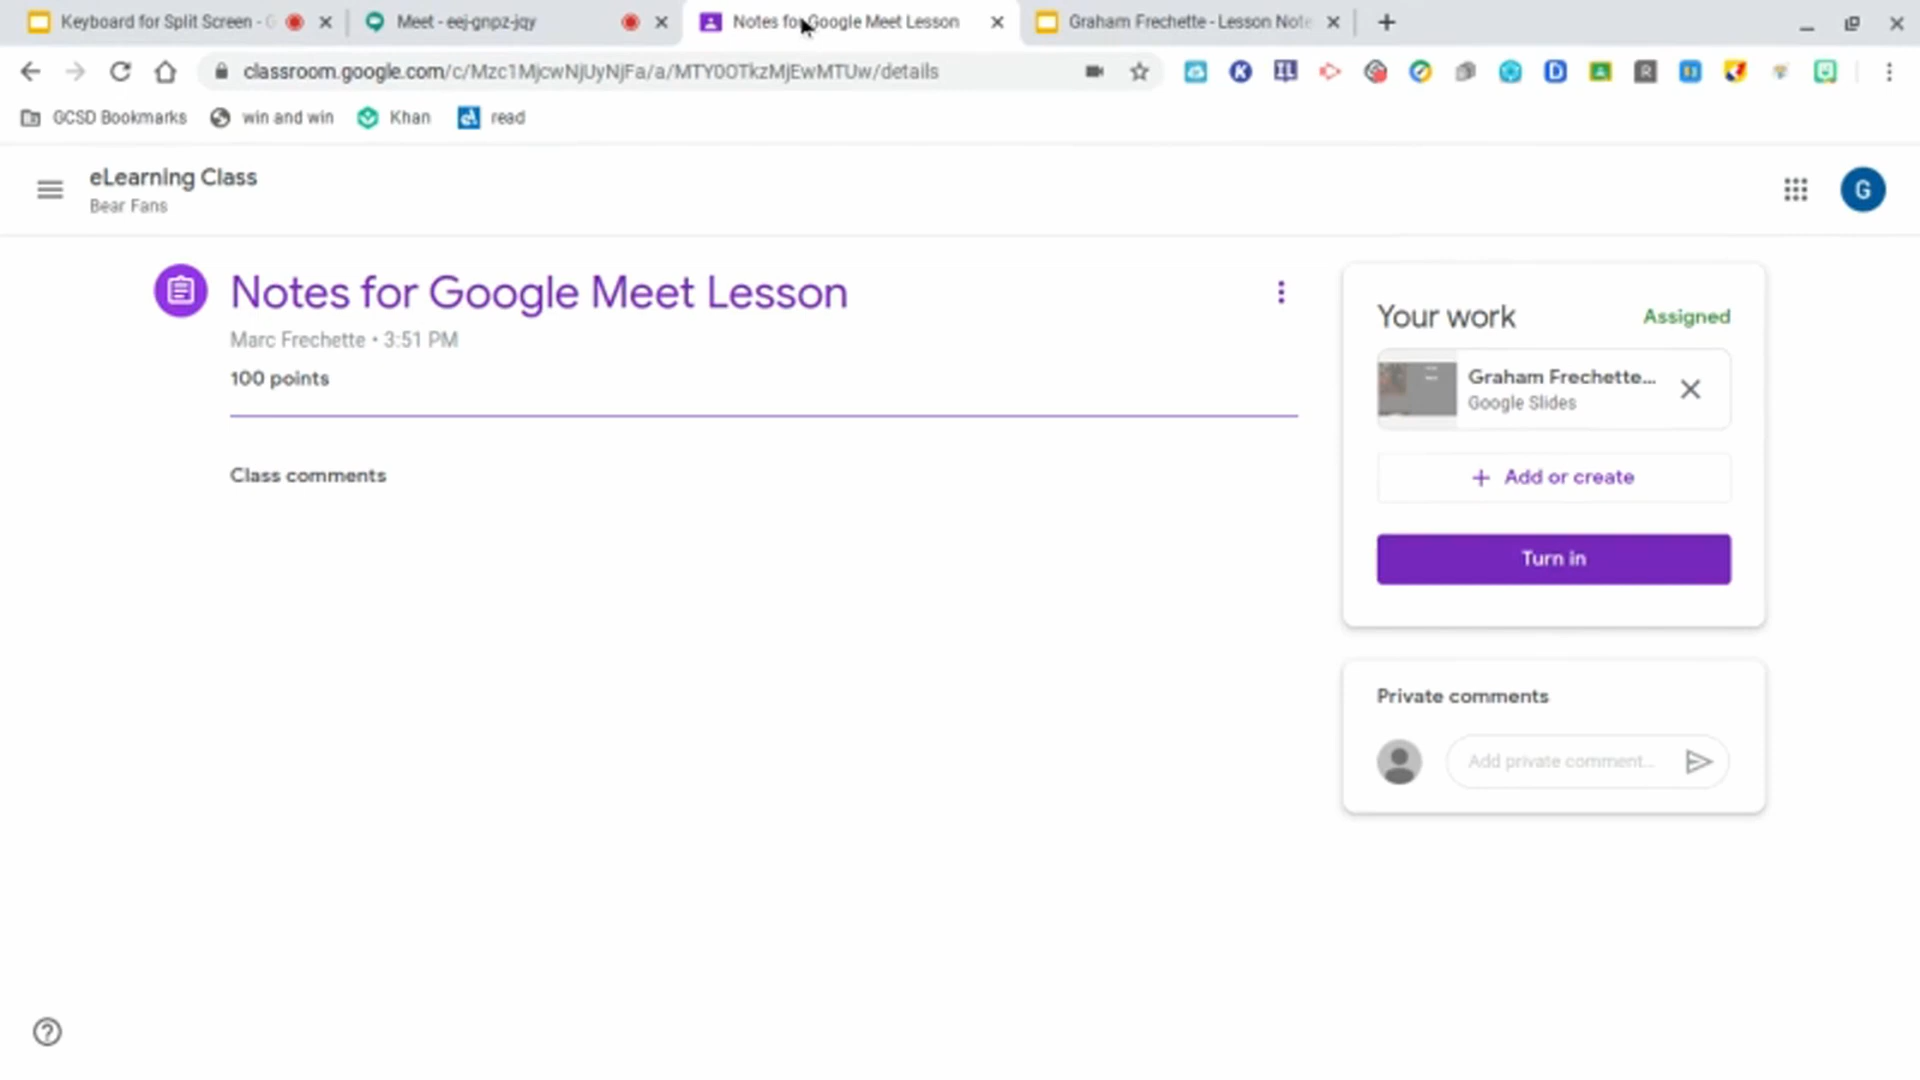 Keyboard for Split Screen - G
Meet - eej-gnpz-jqy
Notes for Google Meet Lesson
Graham Frechette - Lesson Note
classroom.google.com/c/Mzc1MjcwNjUyNjFa/a/MTY0OTkzMjEwMTUw/details
GCSD Bookmarks
win and win
Khan
read
eLearning Class
Bear Fans
G
Notes for Google Meet Lesson
Marc Frechette • 3:51 PM
100 points
Class comments
Your work
Assigned
Graham Frechette...
Google Slides
+ Add or create
Turn in
Private comments
Add private comment...